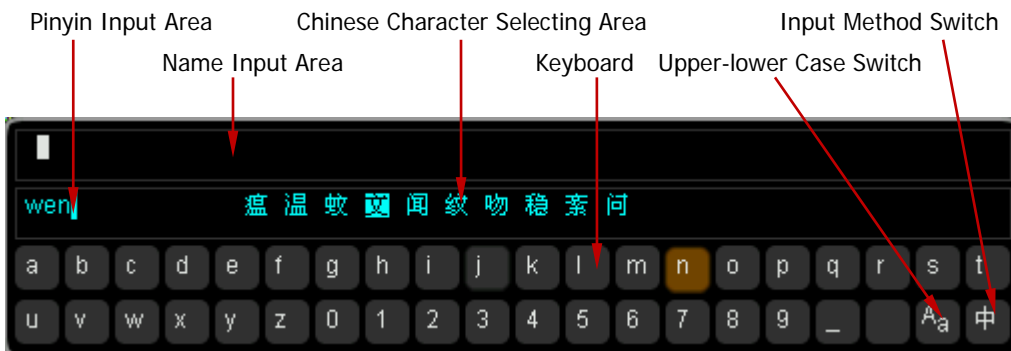 Pinyin Input Area Chinese Character Selecting Area Input Method Switch
Name Input Area Keyboard Upper-lower Case Switch
wen 瘟 温 蚊 文 闻 纹 吻 稳 紊 问
a b c d e f g h i j k l m n o p q r s t
u v w x y z 0 1 2 3 4 5 6 7 8 9 _ Aa 中